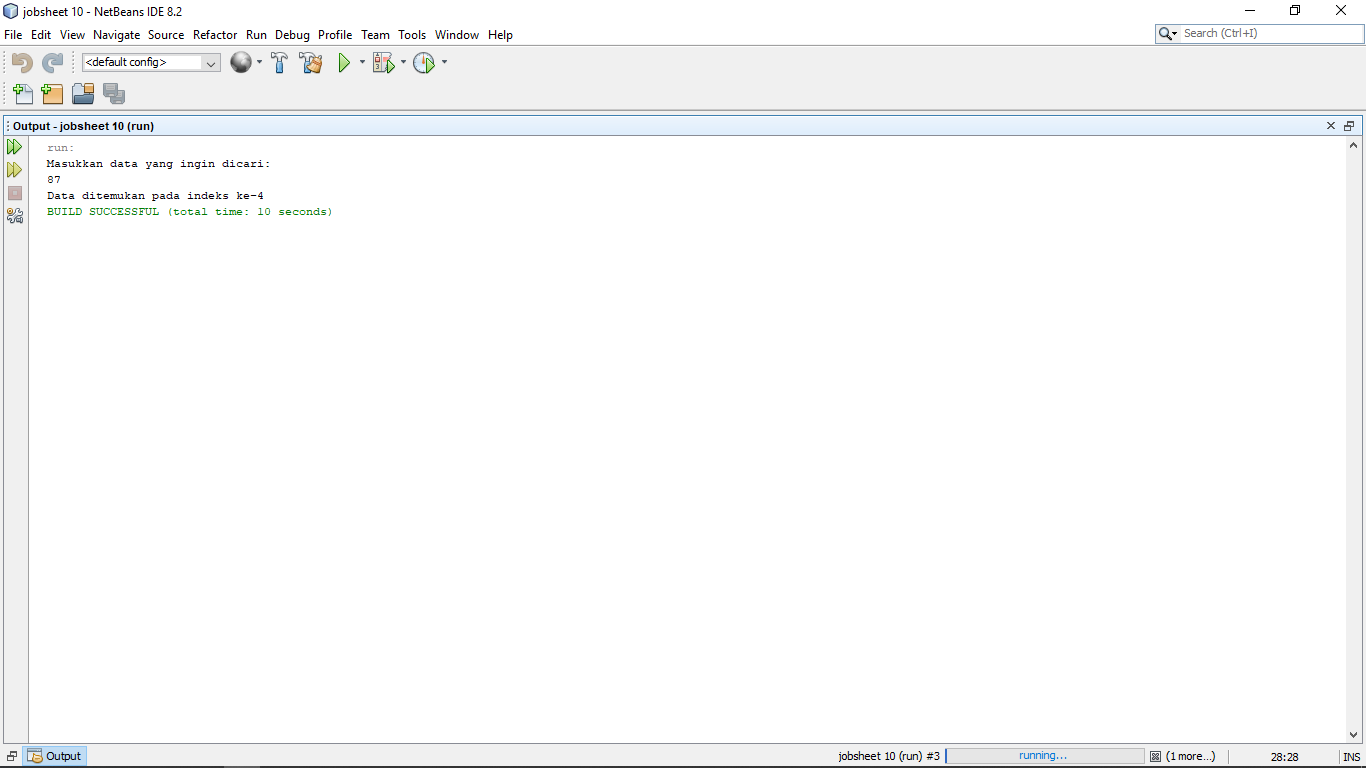 jobsheet 10 - NetBeans IDE 8.2
File Edit View Navigate Source Refactor Run Debug Profile Team Tools Window Help
Search (Ctrl+I)
<default config>
Output - jobsheet 10 (run)
run:
Masukkan data yang ingin dicari:
87
Data ditemukan pada indeks ke-4
BUILD SUCCESSFUL (total time: 10 seconds)
Output
jobsheet 10 (run) #3
running...
(1 more...)
28:28
INS